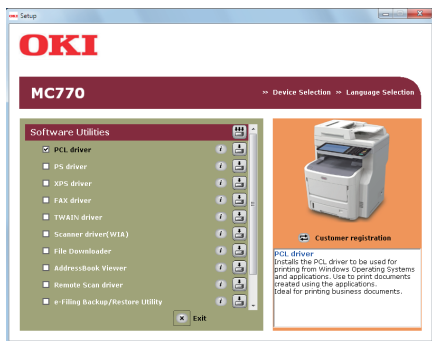 OKI Setup
OKI
MC770
» Device Selection » Language Selection
Software Utilities
PCL driver
PS driver
XPS driver
FAX driver
TWAIN driver
Scanner driver(WIA)
File Downloader
AddressBook Viewer
Remote Scan driver
e-Filing Backup/Restore Utility
Exit
Customer registration
PCL driver
Installs the PCL driver to be used for
printing from Windows Operating Systems
and applications. Use to print documents
created using the applications.
Ideal for printing business documents.